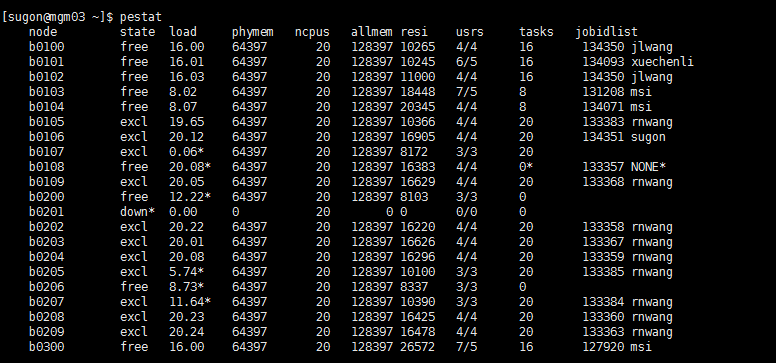 [sugon@mgm03 ~]$ pestat
node state load phymem ncpus allmem resi usrs tasks jobidlist
b0100 free 16.00 64397 20 128397 10265 4/4 16 134350 jlwang
b0101 free 16.01 64397 20 128397 10245 6/5 16 134093 xuechenli
b0102 free 16.03 64397 20 128397 11000 4/4 16 134350 jlwang
b0103 free 8.02 64397 20 128397 18448 7/5 8 131208 msi
b0104 free 8.07 64397 20 128397 20345 4/4 8 134071 msi
b0105 excl 19.65 64397 20 128397 10366 4/4 20 133383 rnwang
b0106 excl 20.12 64397 20 128397 16905 4/4 20 134351 sugon
b0107 excl 0.06* 64397 20 128397 8172 3/3 20
b0108 free 20.08* 64397 20 128397 16383 4/4 0* 133357 NONE*
b0109 excl 20.05 64397 20 128397 16629 4/4 20 133368 rnwang
b0200 free 12.22* 64397 20 128397 8103 3/3 0
b0201 down* 0.00 0 20 0 0 0/0 0
b0202 excl 20.22 64397 20 128397 16220 4/4 20 133358 rnwang
b0203 excl 20.01 64397 20 128397 16626 4/4 20 133367 rnwang
b0204 excl 20.08 64397 20 128397 16296 4/4 20 133359 rnwang
b0205 excl 5.74* 64397 20 128397 10100 3/3 20 133385 rnwang
b0206 free 8.73* 64397 20 128397 8337 3/3 0
b0207 excl 11.64* 64397 20 128397 10390 3/3 20 133384 rnwang
b0208 excl 20.23 64397 20 128397 16425 4/4 20 133360 rnwang
b0209 excl 20.24 64397 20 128397 16478 4/4 20 133363 rnwang
b0300 free 16.00 64397 20 128397 26572 7/5 16 127920 msi